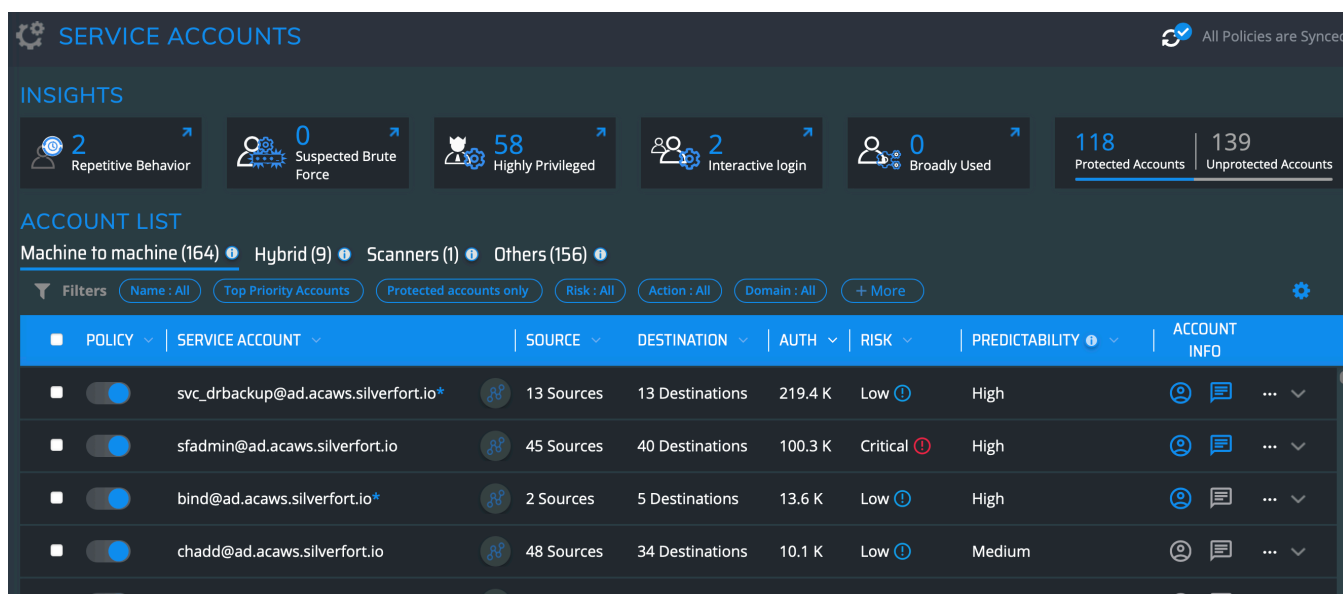 SERVICE ACCOUNTS
All Policies are Synced
INSIGHTS
2
Repetitive Behavior
0
Suspected Brute
Force
58
Highly Privileged
2
Interactive login
0
Broadly Used
118
Protected Accounts
139
Unprotected Accounts
ACCOUNT LIST
Machine to machine (164) Hybrid (9) Scanners (1) Others (156)
Filters Name : All Top Priority Accounts Protected accounts only Risk : All Action : All Domain : All + More
POLICY SERVICE ACCOUNT SOURCE DESTINATION AUTH RISK PREDICTABILITY ACCOUNT INFO
svc_drbackup@ad.acaws.silverfort.io* 13 Sources 13 Destinations 219.4 K Low High
sfadmin@ad.acaws.silverfort.io 45 Sources 40 Destinations 100.3 K Critical High
bind@ad.acaws.silverfort.io* 2 Sources 5 Destinations 13.6 K Low High
chadd@ad.acaws.silverfort.io 48 Sources 34 Destinations 10.1 K Low Medium